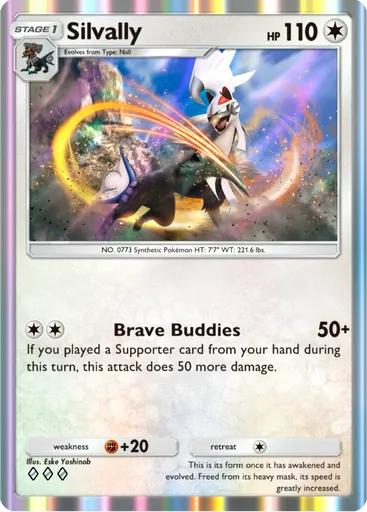 STAGE 1
Silvally
HP 110
Evolves from Type: Null
NO. 0773 Synthetic Pokémon HT: 7'7" WT: 221.6 lbs.
Brave Buddies 50+
If you played a Supporter card from your hand during
this turn, this attack does 50 more damage.
weakness +20
retreat
Illus. Eske Yoshinob
This is its form once it has awakened and
evolved. Freed from its heavy mask, its speed is
greatly increased.